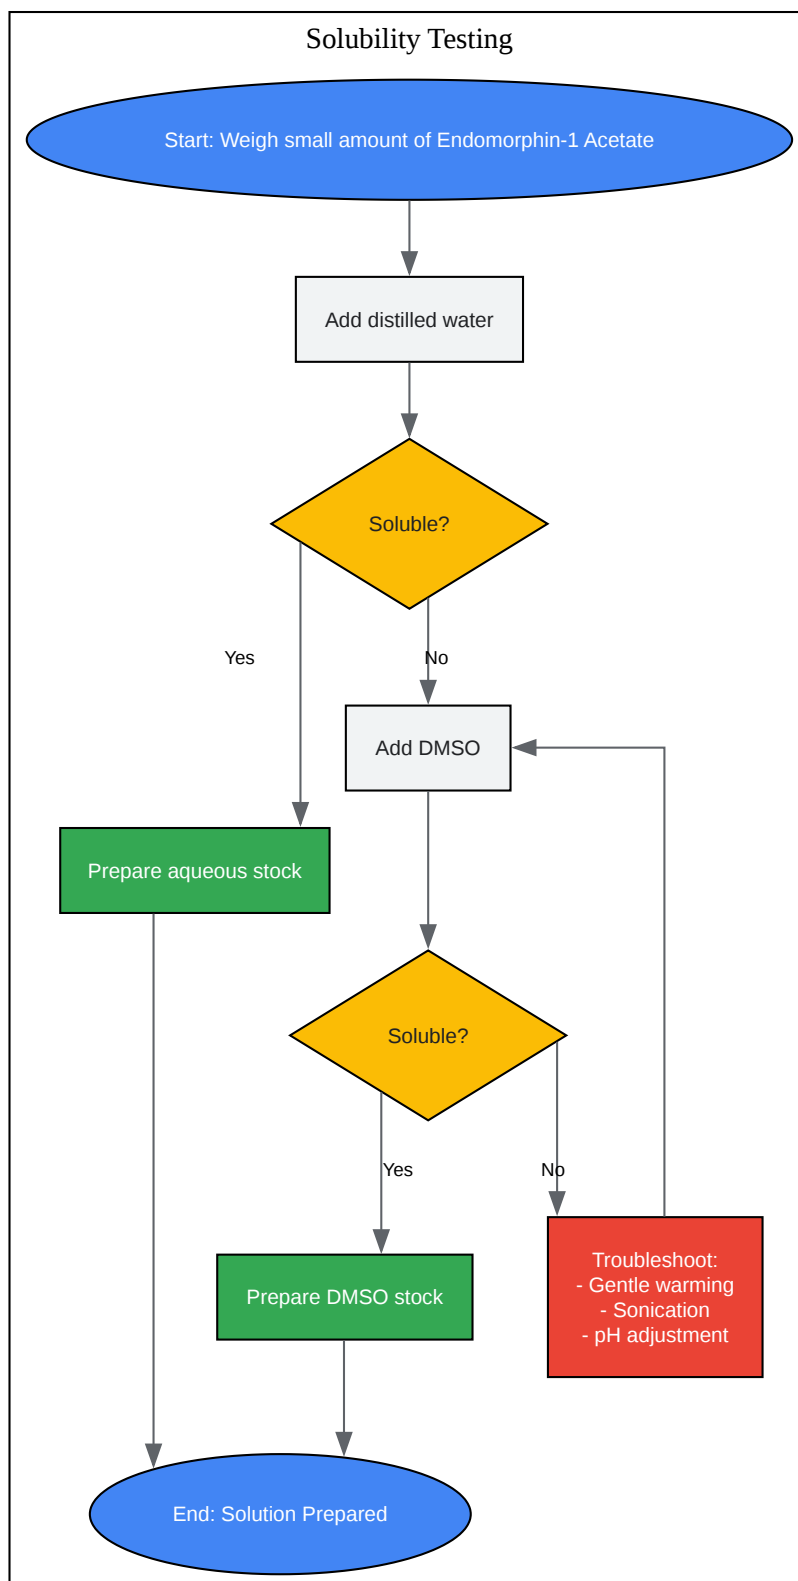 Solubility Testing
Start: Weigh small amount of Endomorphin-1 Acetate
Add distilled water
Soluble?
Yes
No
Add DMSO
Prepare aqueous stock
Soluble?
Yes
No
Troubleshoot:
- Gentle warming
- Sonication
- pH adjustment
Prepare DMSO stock
End: Solution Prepared